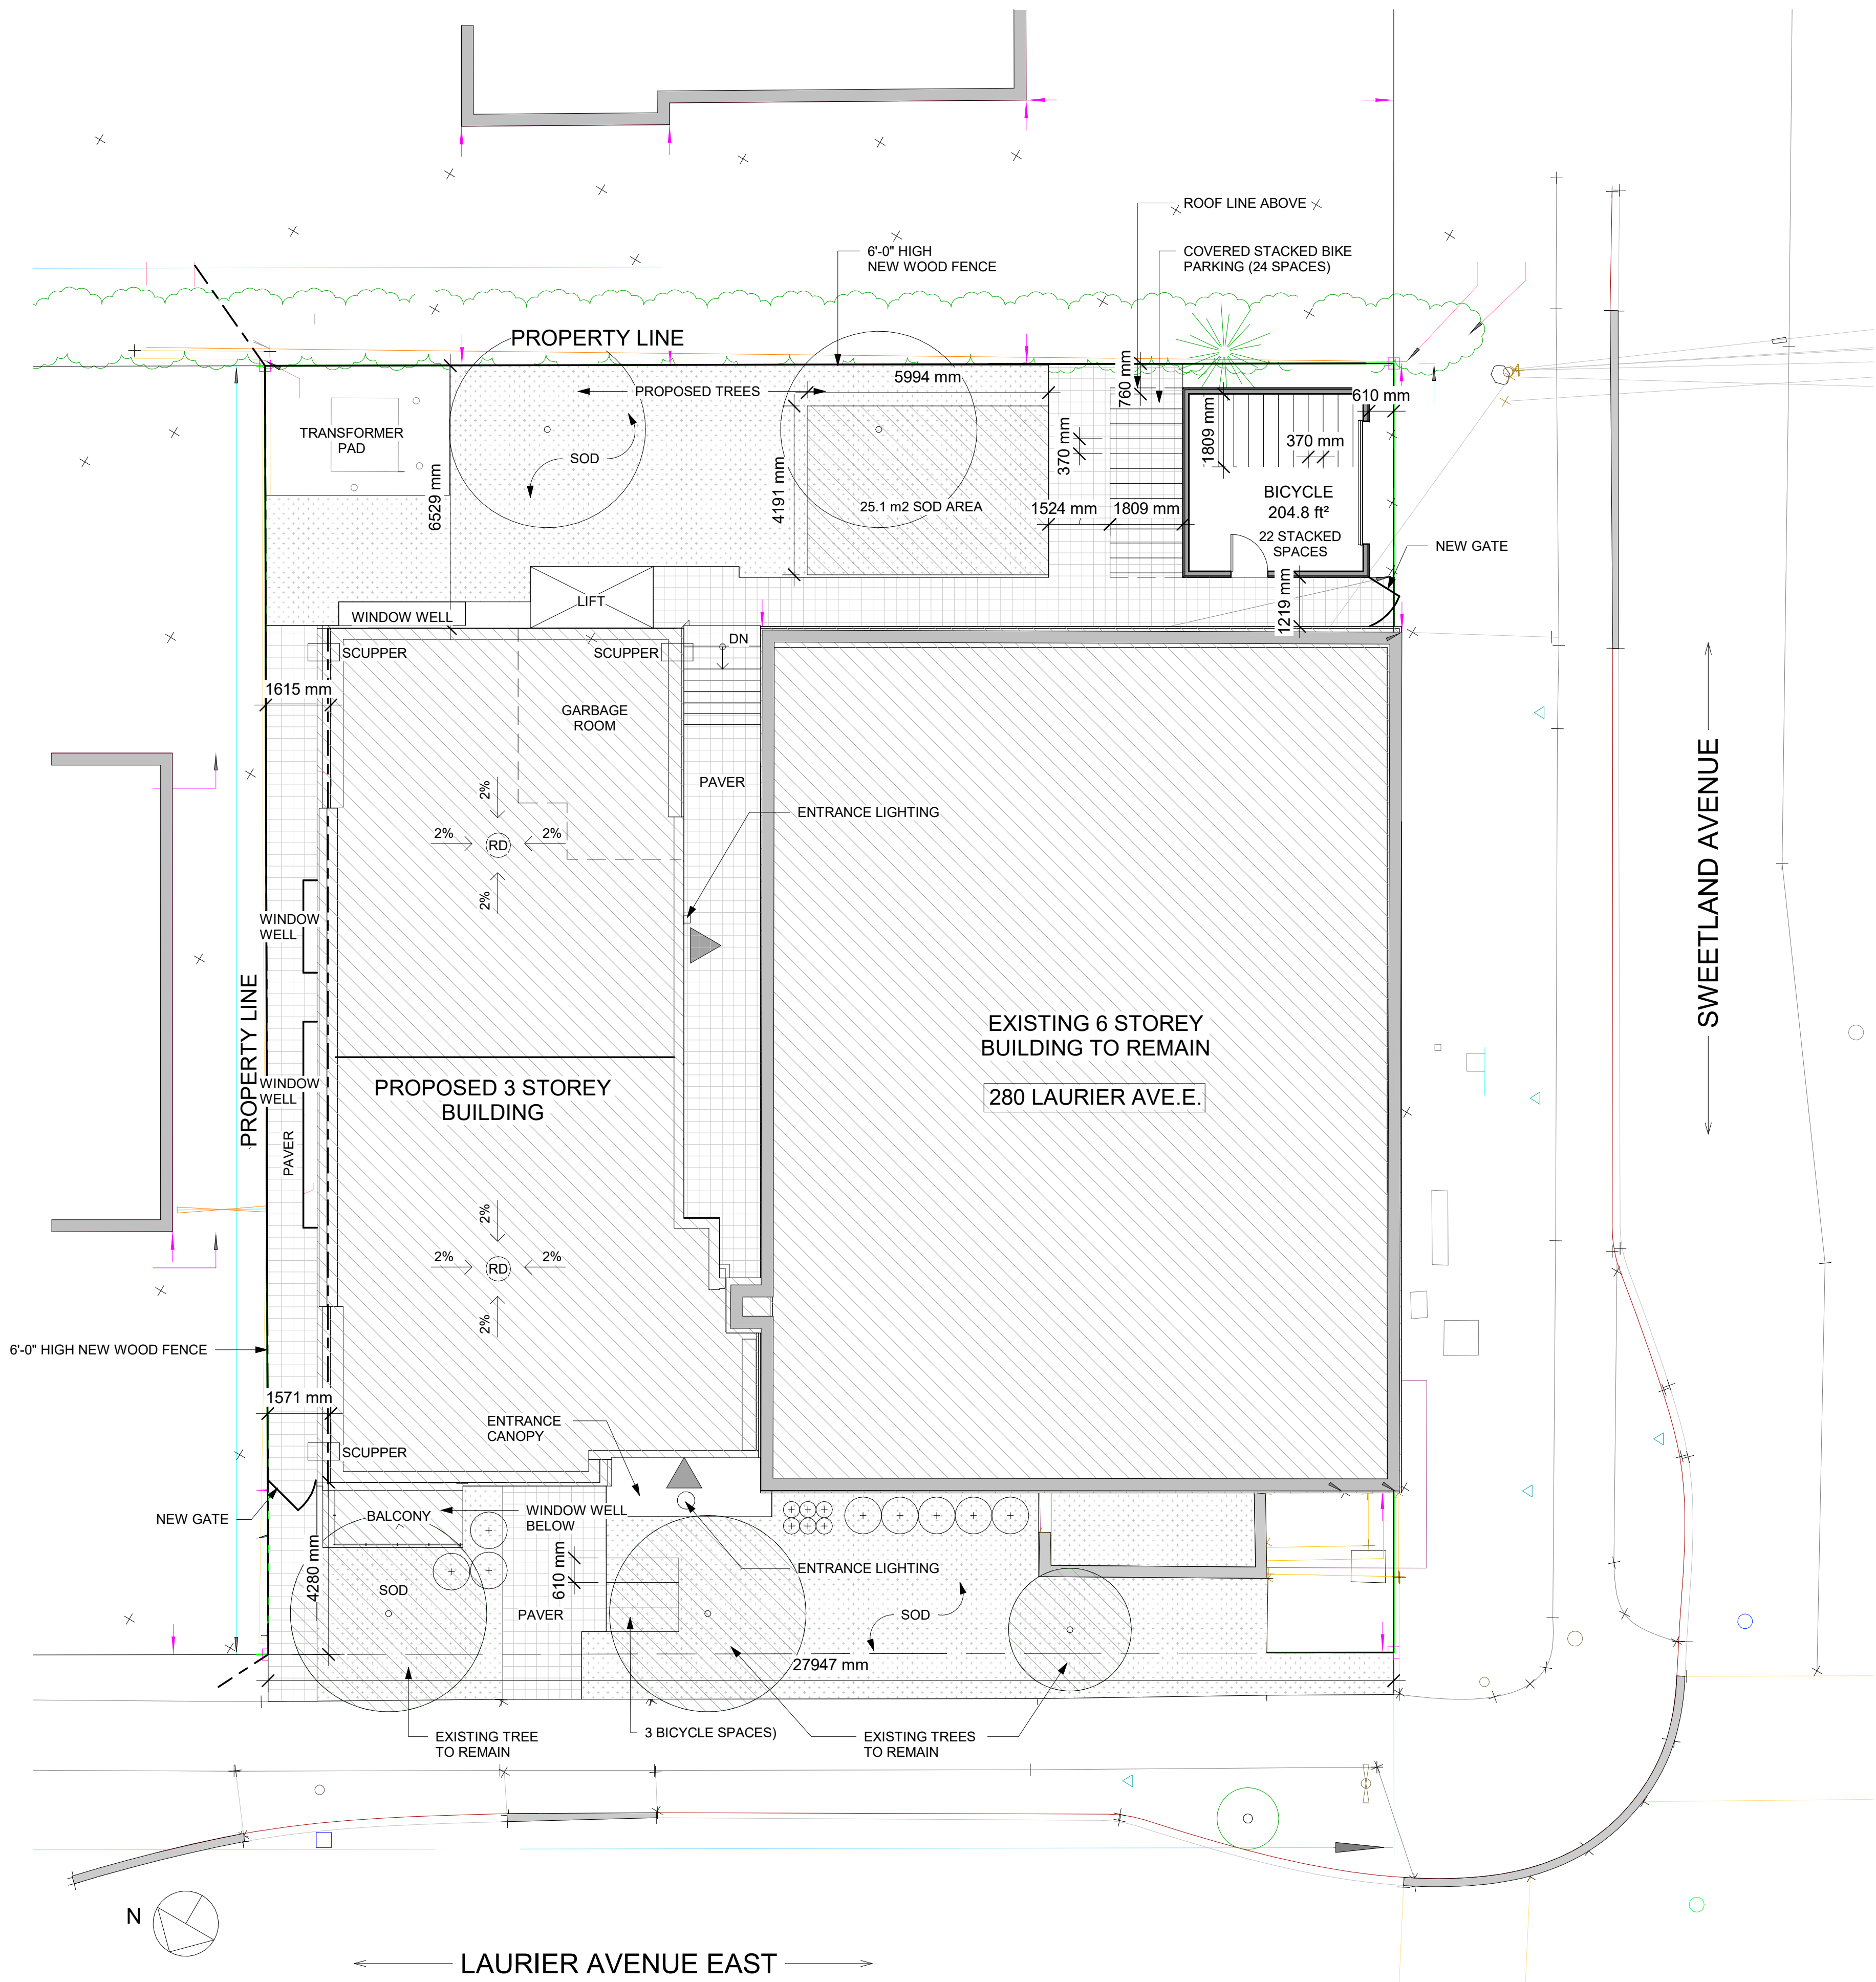 ROOF LINE ABOVE
6'-0" HIGH
NEW WOOD FENCE
COVERED STACKED BIKE
PARKING (24 SPACES)
PROPERTY LINE
PROPOSED TREES
5994 mm
760 mm
610 mm
TRANSFORMER
PAD
SOD
6529 mm
4191 mm
370 mm
1809 mm
370 mm
25.1 m2 SOD AREA
1524 mm
1809 mm
BICYCLE
204.8 ft²
22 STACKED
SPACES
NEW GATE
LIFT
WINDOW WELL
1219 mm
DN
SCUPPER
SCUPPER
1615 mm
GARBAGE
ROOM
PAVER
2%
2%
RD
2%
2%
ENTRANCE LIGHTING
WINDOW
WELL
PROPERTY LINE
SWEETLAND AVENUE
EXISTING 6 STOREY
BUILDING TO REMAIN
280 LAURIER AVE.E.
WINDOW
WELL
PROPOSED 3 STOREY
BUILDING
PAVER
2%
2%
RD
2%
2%
6'-0" HIGH NEW WOOD FENCE
1571 mm
ENTRANCE
CANOPY
SCUPPER
NEW GATE
BALCONY
WINDOW WELL
BELOW
4280 mm
610 mm
ENTRANCE LIGHTING
SOD
PAVER
SOD
27947 mm
EXISTING TREE
TO REMAIN
3 BICYCLE SPACES)
EXISTING TREES
TO REMAIN
N
LAURIER AVENUE EAST